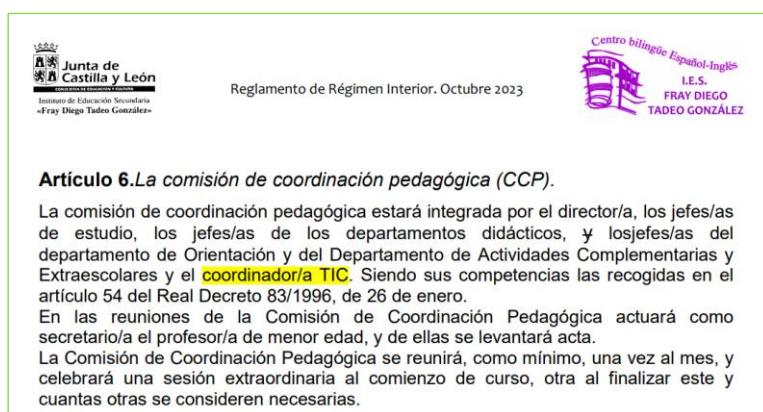 Junta de
Castilla y León
CONSEJERÍA DE EDUCACIÓN Y CULTURA
Instituto de Educación Secundaria
«Fray Diego Tadeo González»
Reglamento de Régimen Interior. Octubre 2023
Centro bilingüe Español-Inglés
I.E.S.
FRAY DIEGO
TADEO GONZÁLEZ
Artículo 6.La comisión de coordinación pedagógica (CCP).
La comisión de coordinación pedagógica estará integrada por el director/a, los jefes/as
de estudio, los jefes/as de los departamentos didácticos, y losjefes/as del
departamento de Orientación y del Departamento de Actividades Complementarias y
Extraescolares y el coordinador/a TIC. Siendo sus competencias las recogidas en el
artículo 54 del Real Decreto 83/1996, de 26 de enero.
En las reuniones de la Comisión de Coordinación Pedagógica actuará como
secretario/a el profesor/a de menor edad, y de ellas se levantará acta.
La Comisión de Coordinación Pedagógica se reunirá, como mínimo, una vez al mes, y
celebrará una sesión extraordinaria al comienzo de curso, otra al finalizar este y
cuantas otras se consideren necesarias.